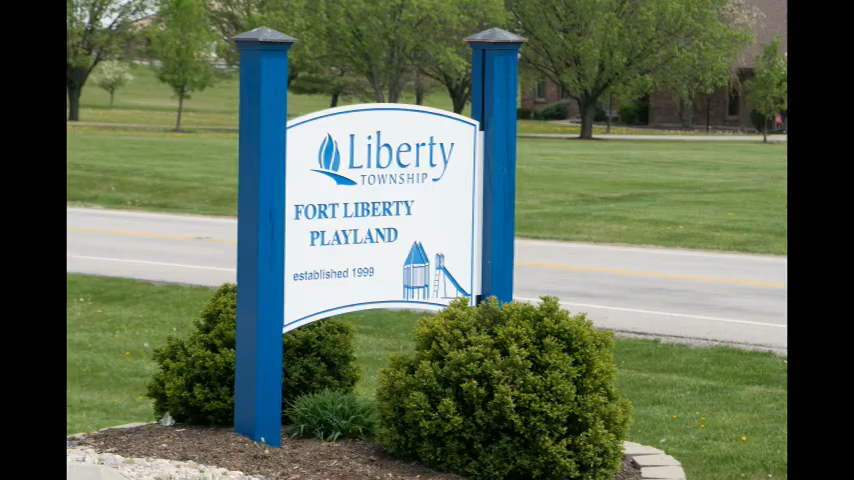 Liberty
TOWNSHIP
FORT LIBERTY
PLAYLAND
established 1999